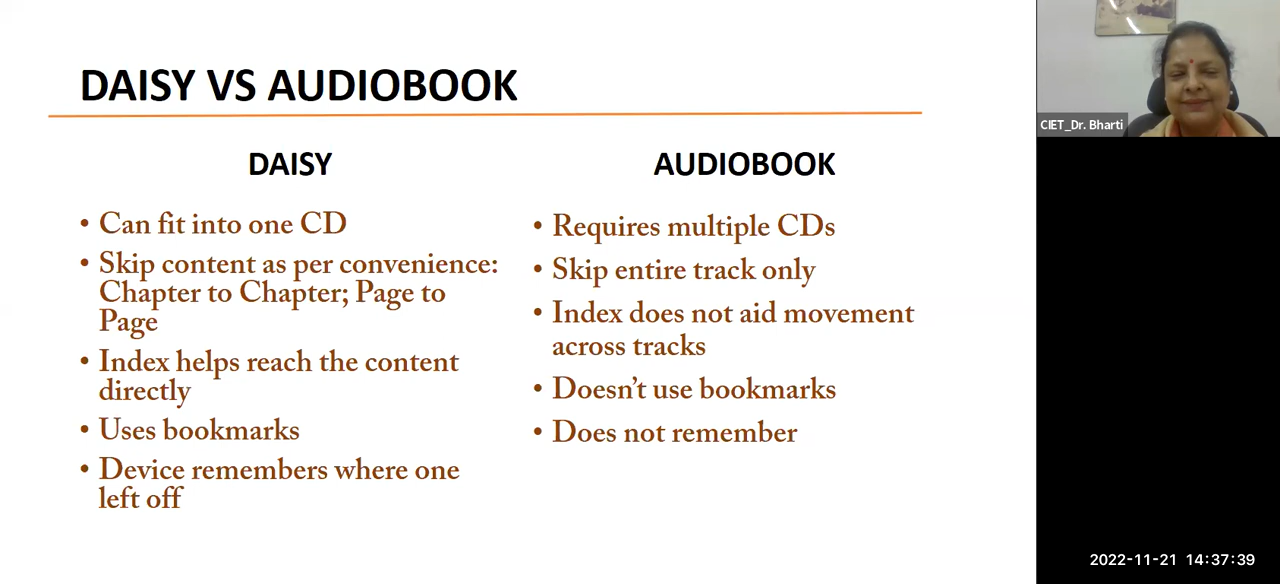 DAISY VS AUDIOBOOK
DAISY
• Can fit into one CD
• Skip content as per convenience:
Chapter to Chapter; Page to
Page
• Index helps reach the content
directly
• Uses bookmarks
• Device remembers where one
left off
AUDIOBOOK
• Requires multiple CDs
• Skip entire track only
• Index does not aid movement
across tracks
• Doesn’t use bookmarks
• Does not remember
CIET_Dr. Bharti
2022-11-21 14:37:39